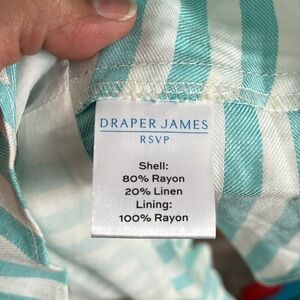 DRAPER JAMES
RSVP
Shell:
80% Rayon
20% Linen
Lining:
100% Rayon